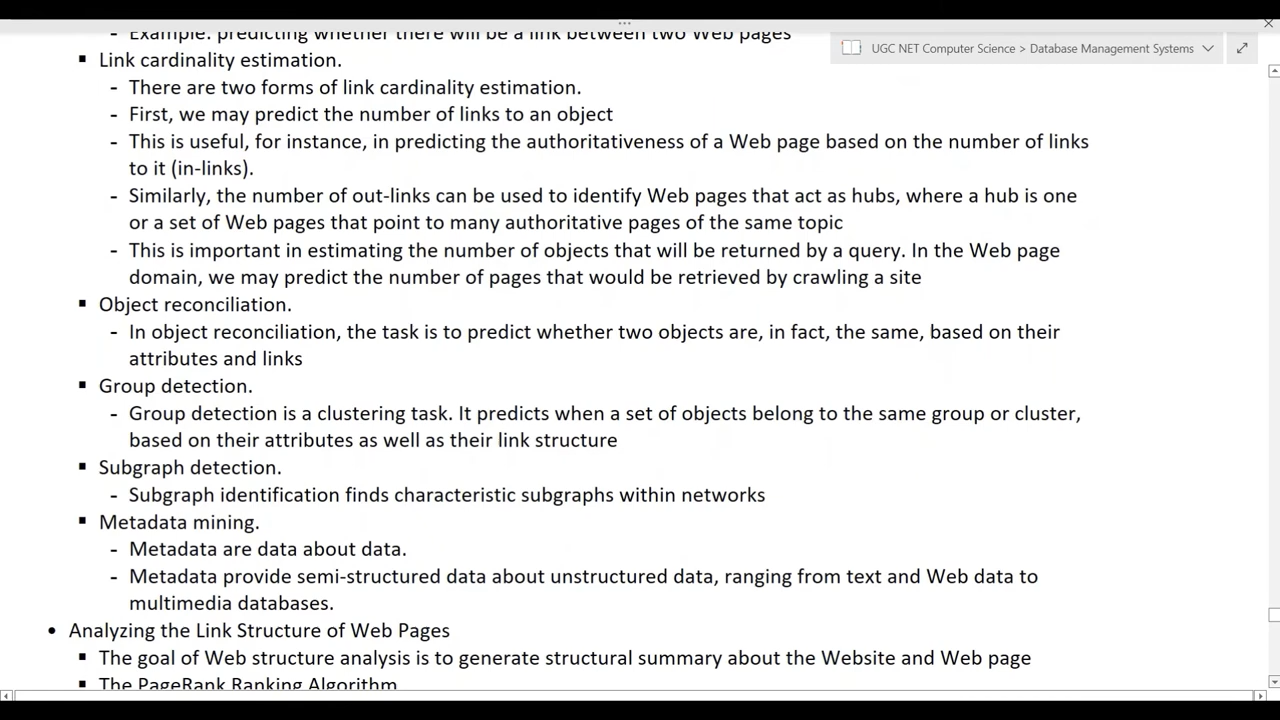 - Example: predicting whether there will be a link between two Web pages
UGC NET Computer Science > Database Management Systems
▪ Link cardinality estimation.
- There are two forms of link cardinality estimation.
- First, we may predict the number of links to an object
- This is useful, for instance, in predicting the authoritativeness of a Web page based on the number of links
to it (in-links).
- Similarly, the number of out-links can be used to identify Web pages that act as hubs, where a hub is one
or a set of Web pages that point to many authoritative pages of the same topic
- This is important in estimating the number of objects that will be returned by a query. In the Web page
domain, we may predict the number of pages that would be retrieved by crawling a site
▪ Object reconciliation.
- In object reconciliation, the task is to predict whether two objects are, in fact, the same, based on their
attributes and links
▪ Group detection.
- Group detection is a clustering task. It predicts when a set of objects belong to the same group or cluster,
based on their attributes as well as their link structure
▪ Subgraph detection.
- Subgraph identification finds characteristic subgraphs within networks
▪ Metadata mining.
- Metadata are data about data.
- Metadata provide semi-structured data about unstructured data, ranging from text and Web data to
multimedia databases.
• Analyzing the Link Structure of Web Pages
▪ The goal of Web structure analysis is to generate structural summary about the Website and Web page
▪ The PageRank Ranking Algorithm